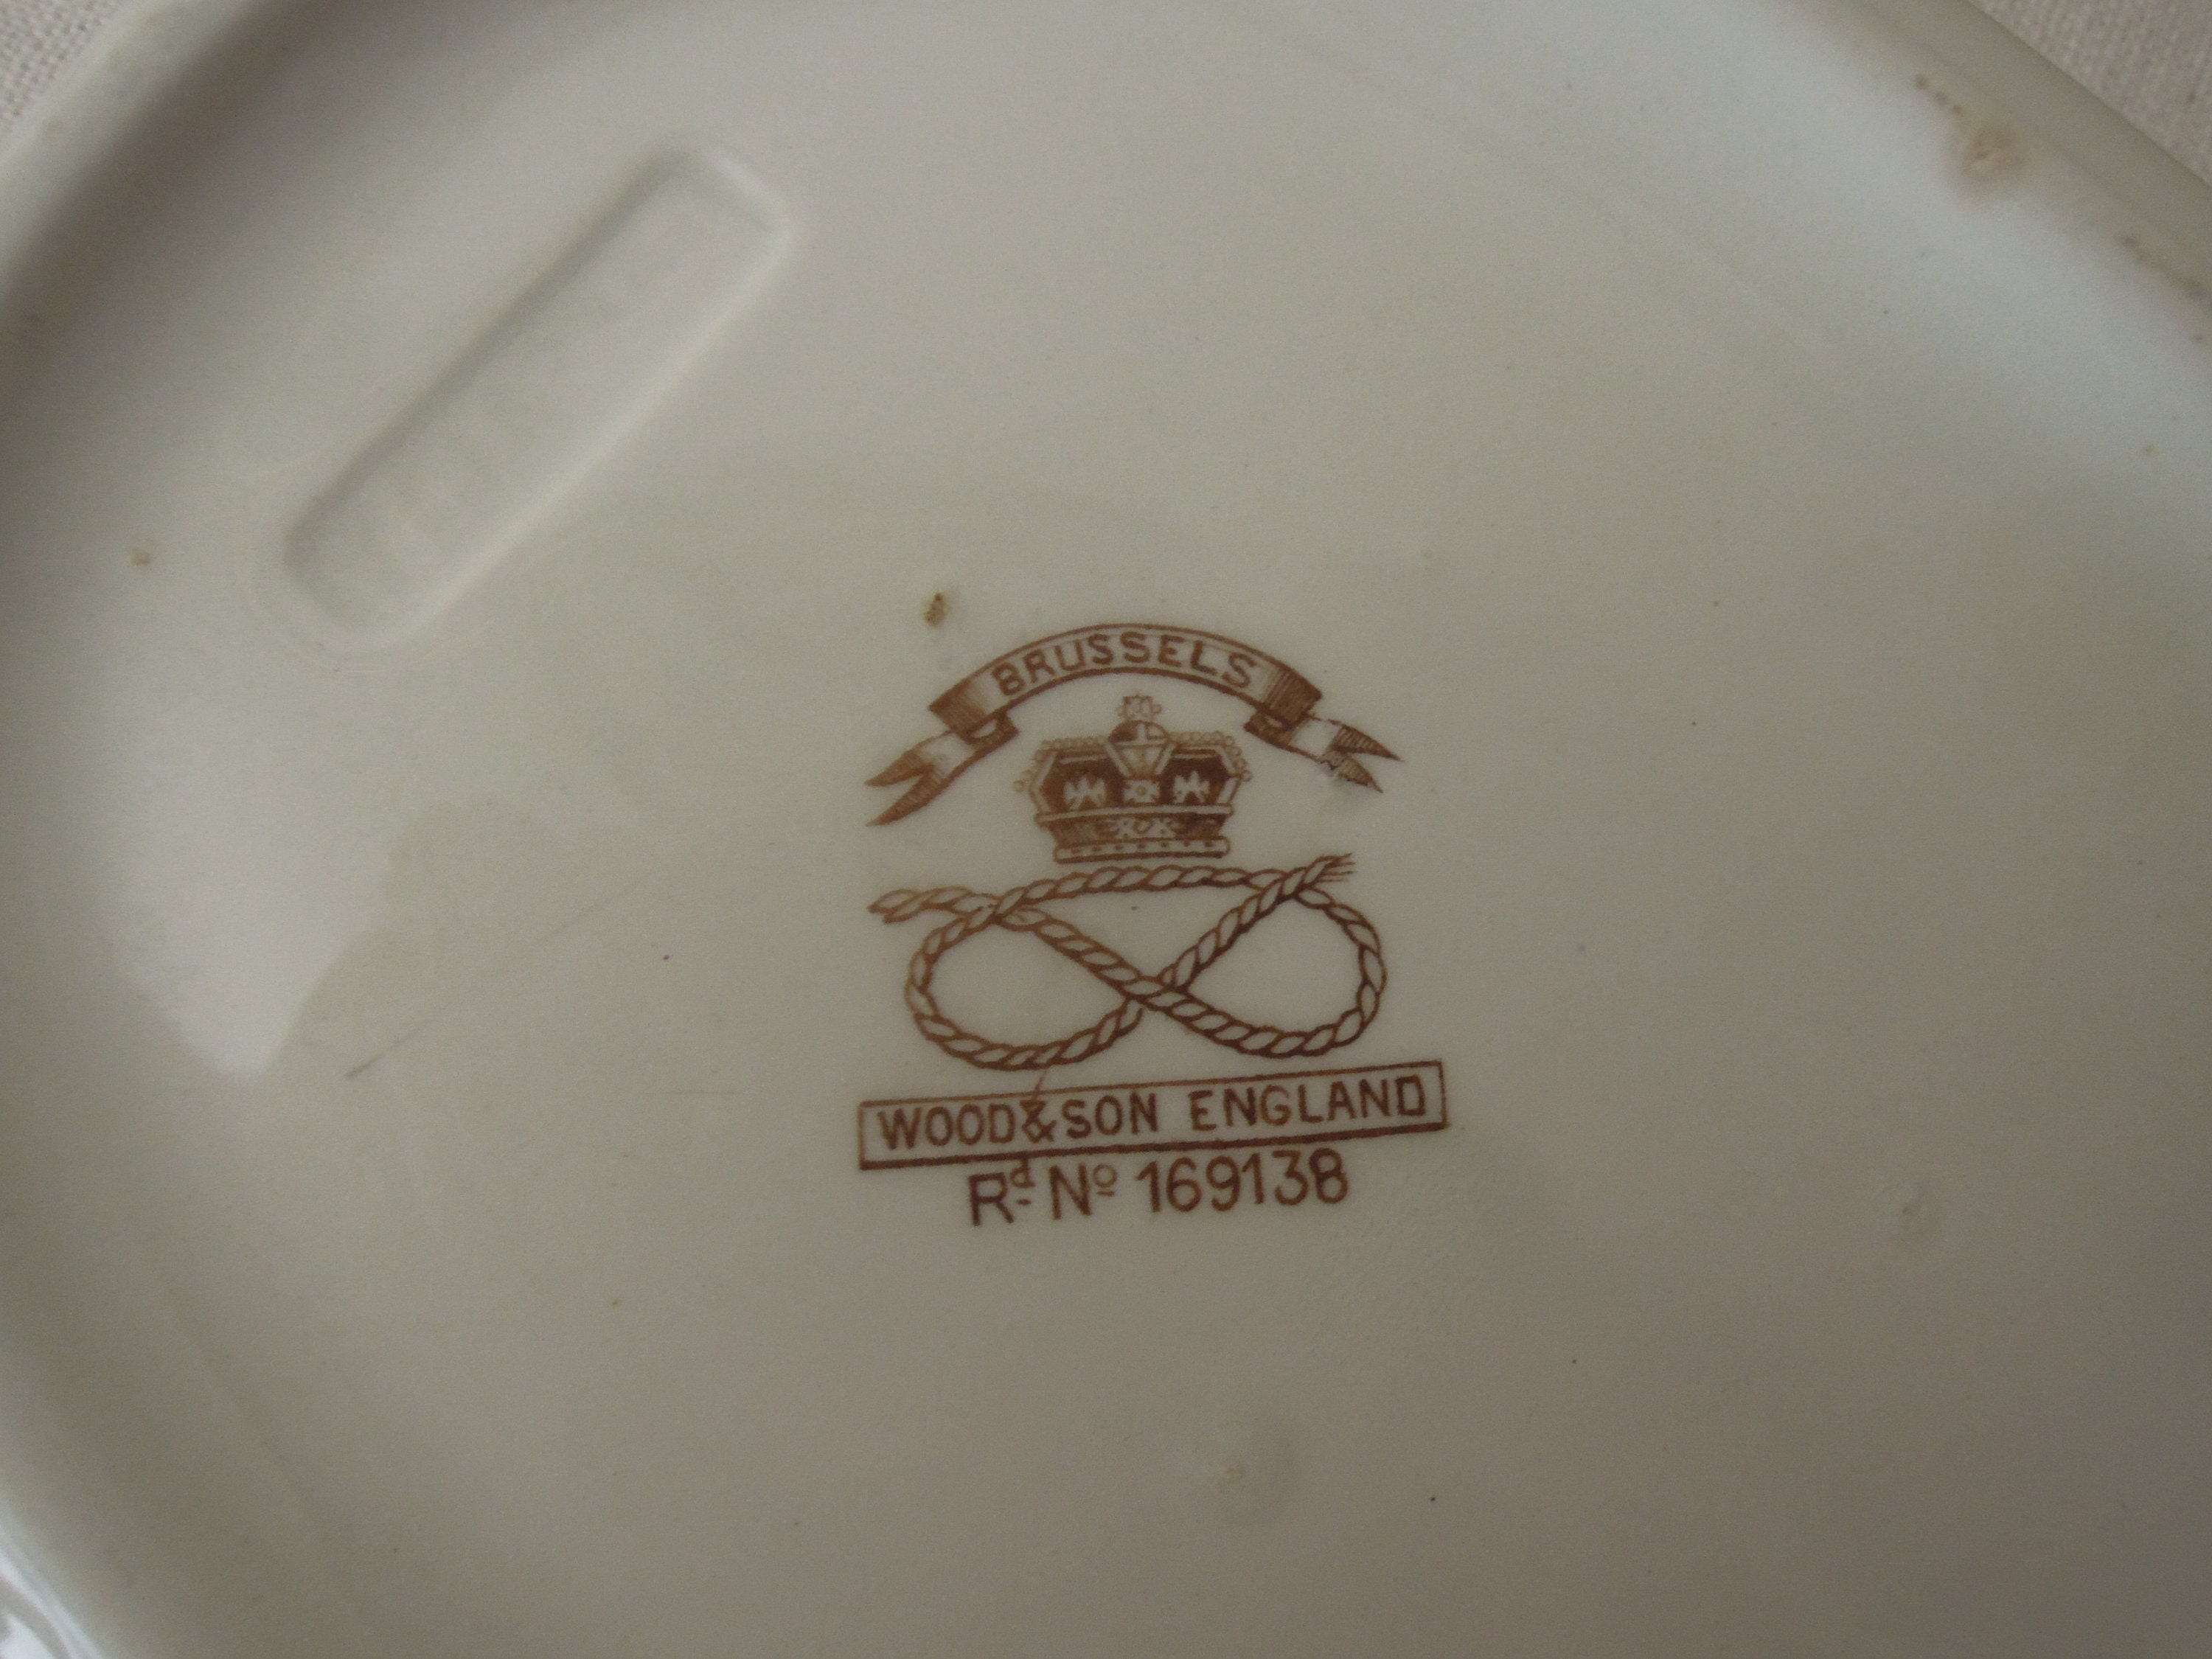 BRUSSELS
WOOD & SON ENGLAND
Rd No 169138